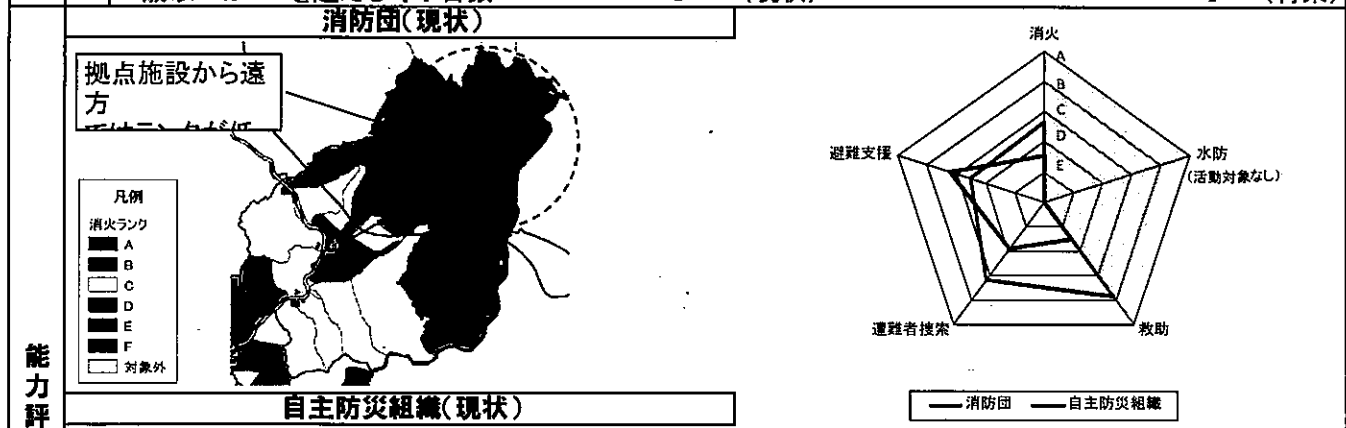 消防団(現状)
拠点施設から遠
方
凡例
消火ランク
A
B
C
D
E
F
対象外
消火
A
B
C
D
E
避難支援
水防
(活動対象なし)
遭難者捜索
救助
消防団
自主防災組織
能力評
自主防災組織(現状)